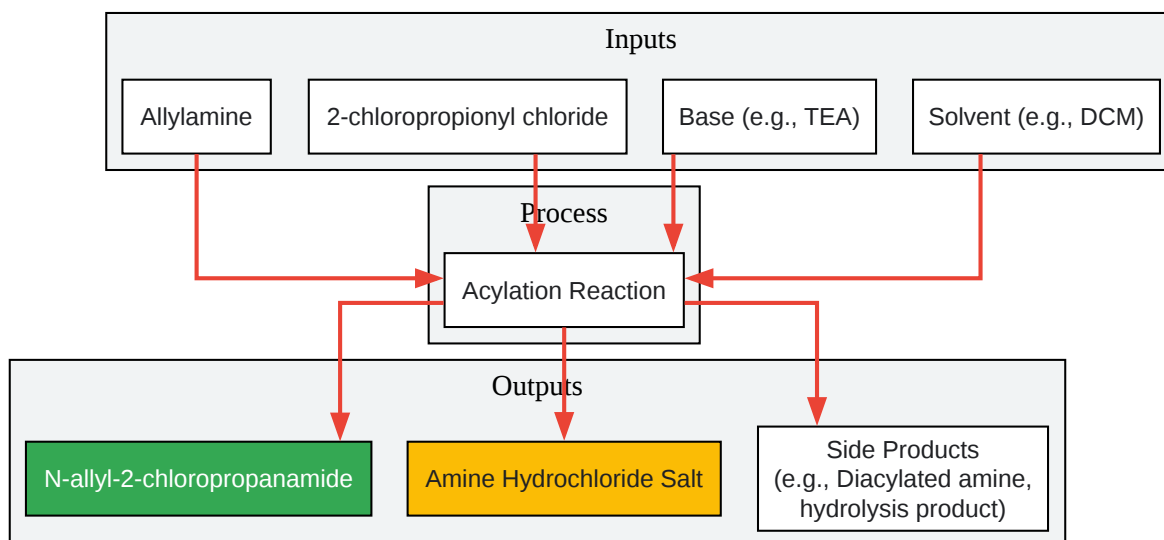 Inputs
Allylamine
2-chloropropionyl chloride
Base (e.g., TEA)
Solvent (e.g., DCM)
Process
Acylation Reaction
Outputs
N-allyl-2-chloropropanamide
Amine Hydrochloride Salt
Side Products
(e.g., Diacylated amine,
hydrolysis product)